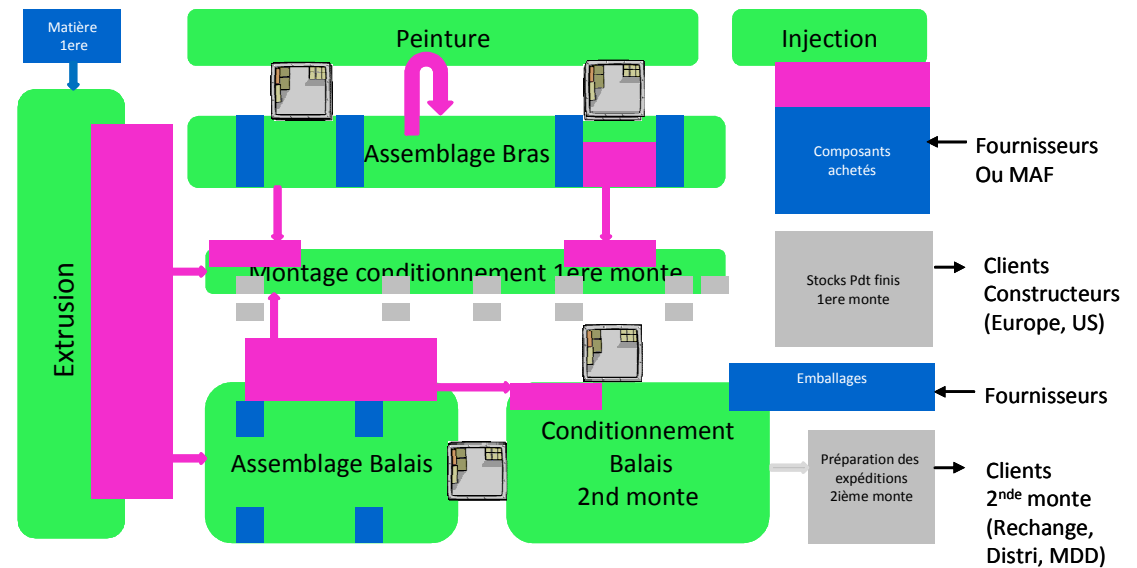 Matière
1ere
Peinture
Injection
Assemblage Bras
Composants
achetés
Fournisseurs
Ou MAF
Extrusion
Montage conditionnement 1ere monte
Stocks Pdt finis
1ere monte
Clients
Constructeurs
(Europe, US)
Emballages
Fournisseurs
Assemblage Balais
Conditionnement
Balais
2nd monte
Préparation des
expéditions
2ième monte
Clients
2nde monte
(Rechange,
Distri, MDD)